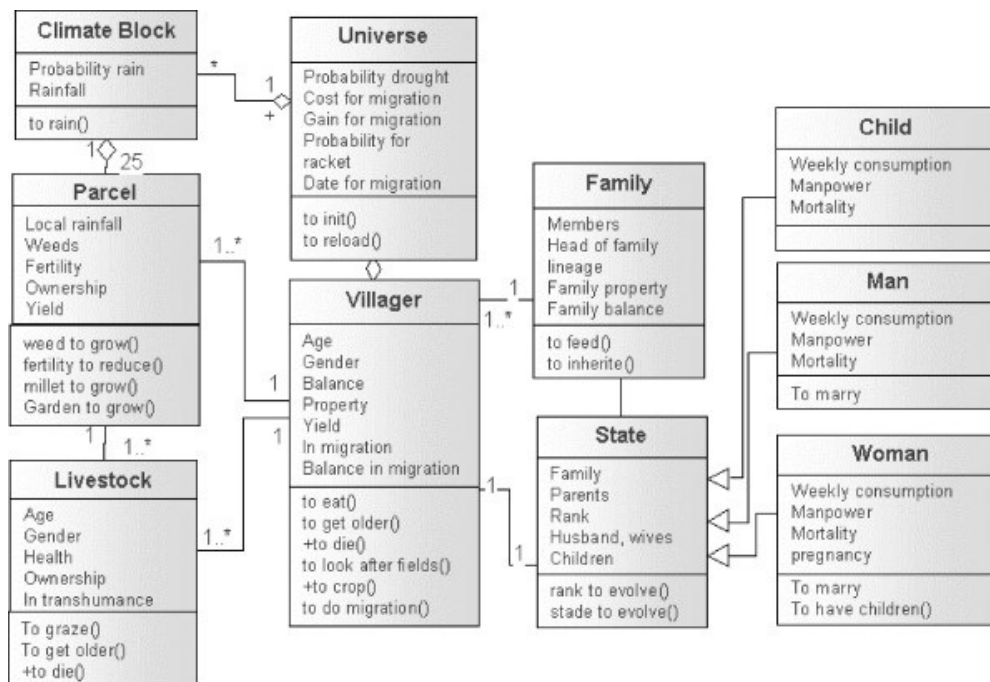 Climate Block
Probability rain
Rainfall
to rain()
*
1
+
Universe
Probability drought
Cost for migration
Gain for migration
Probability for
racket
Date for migration
to init()
to reload()
1
25
Parcel
Local rainfall
Weeds
Fertility
Ownership
Yield
weed to grow()
fertility to reduce()
millet to grow()
Garden to grow()
1..*
1
1
1..*
Livestock
Age
Gender
Health
Ownership
In transhumance
To graze()
To get older()
+to die()
1
1..*
Villager
Age
Gender
Balance
Property
Yield
In migration
Balance in migration
to eat()
to get older()
+to die()
to look after fields()
+to crop()
to do migration()
1
1..*
Family
Members
Head of family
lineage
Family property
Family balance
to feed()
to inherite()
1
1
State
Family
Parents
Rank
Husband, wives
Children
rank to evolve()
stade to evolve()
Child
Weekly consumption
Manpower
Mortality
Man
Weekly consumption
Manpower
Mortality
To marry
Woman
Weekly consumption
Manpower
Mortality
pregnancy
To marry
To have children()